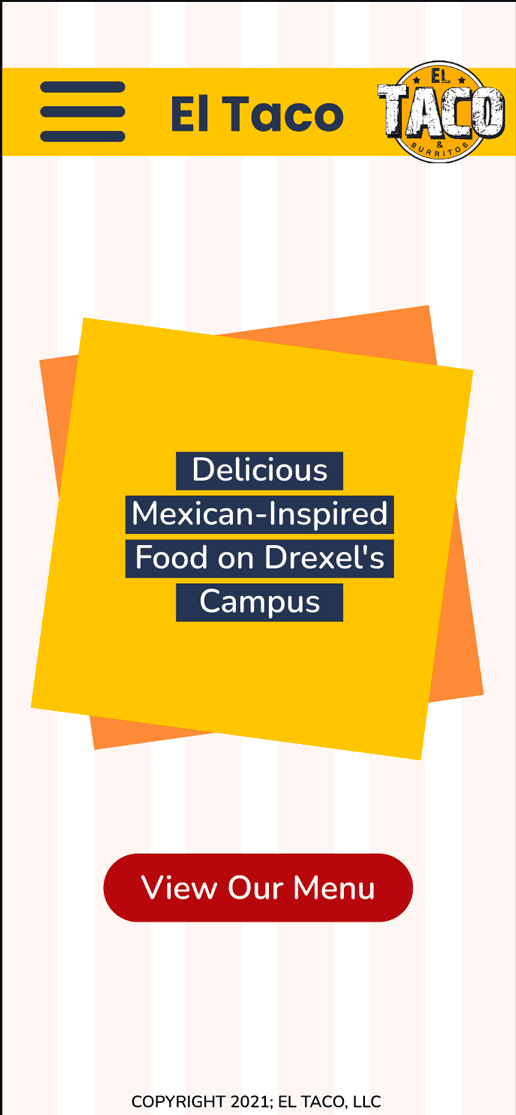 El Taco
EL
TACO
&
BURRITOS
Delicious
Mexican-Inspired
Food on Drexel's
Campus
View Our Menu
COPYRIGHT 2021; EL TACO, LLC